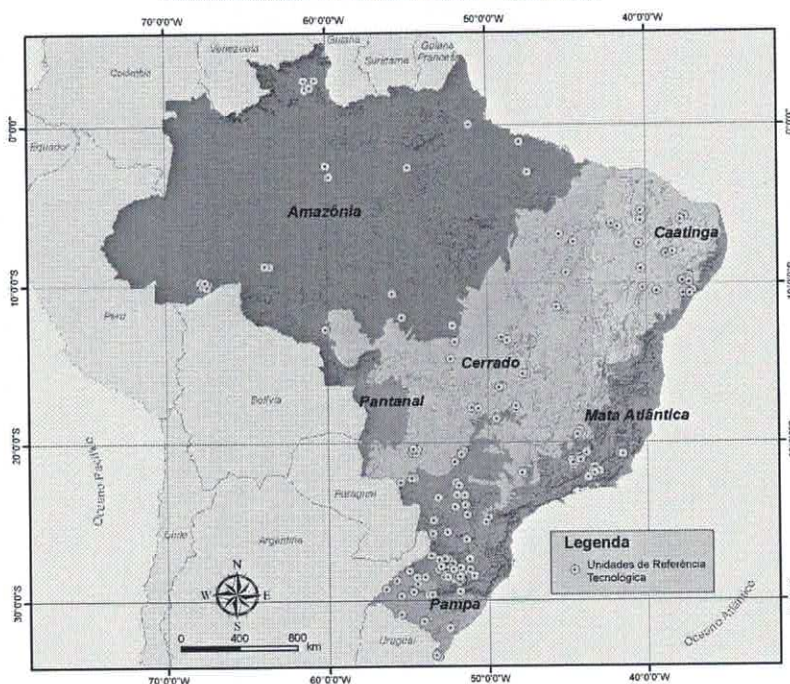 70°0'0"W 60°0'0"W 50°0'0"W 40°0'0"W
Venezuela
Guiana
Suriname
Guiana
Francesa
Colômbia
0°0'0"
0°0'0"
Equador
Amazônia
Caatinga
10°0'0"S
Peru
Cerrado
Bolívia
Pantanal
Mata Atlântica
20°0'0"S
Oceano Pacífico
Paraguai
Chile
Argentina
Legenda
Unidades de Referência
Tecnológica
N
W E
S
30°0'0"S
Pampa
Uruguai
Oceano Atlântico
0 400 800
km
70°0'0"W 60°0'0"W 50°0'0"W 40°0'0"W